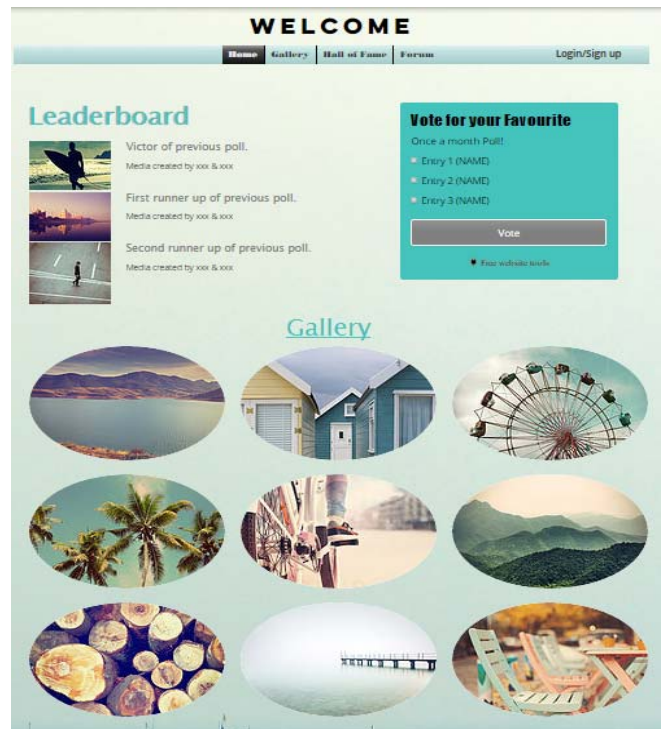 WELCOME
Home Gallery Hall of Fame Forum Login/Sign up
Leaderboard
Victor of previous poll.
Media created by xxx & xxx
First runner up of previous poll.
Media created by xxx & xxx
Second runner up of previous poll.
Media created by xxx & xxx
Vote for your Favourite
Once a month Poll!
Entry 1 (NAME)
Entry 2 (NAME)
Entry 3 (NAME)
Vote
Free website tools
Gallery